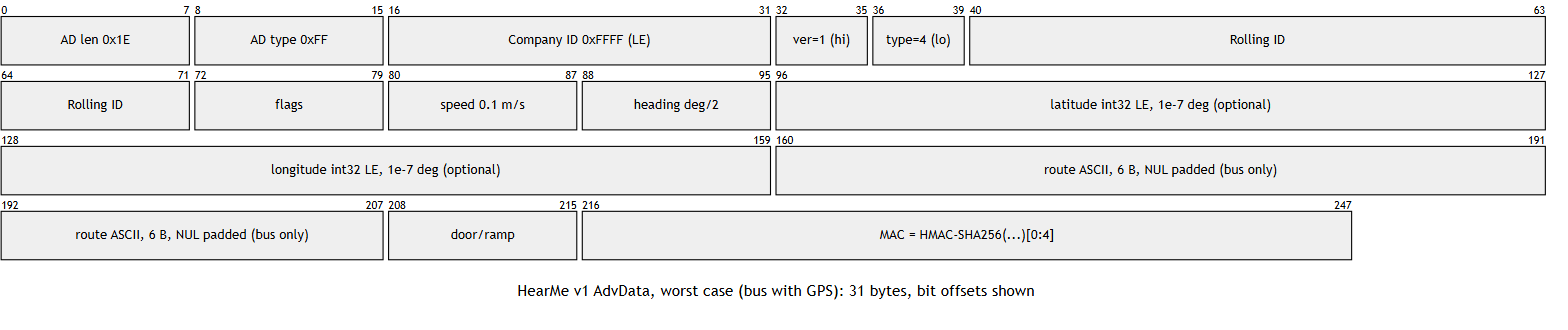 0 7 8 15 16 31 32 35 36 39 40 63
AD len 0x1E AD type 0xFF Company ID 0xFFFF (LE) ver=1 (hi) type=4 (lo) Rolling ID
64 71 72 79 80 87 88 95 96 127
Rolling ID flags speed 0.1 m/s heading deg/2 latitude int32 LE, 1e-7 deg (optional)
128 159 160 191
longitude int32 LE, 1e-7 deg (optional) route ASCII, 6 B, NUL padded (bus only)
192 207 208 215 216 247
route ASCII, 6 B, NUL padded (bus only) door/ramp MAC = HMAC-SHA256(...)[0:4]
HearMe v1 AdvData, worst case (bus with GPS): 31 bytes, bit offsets shown